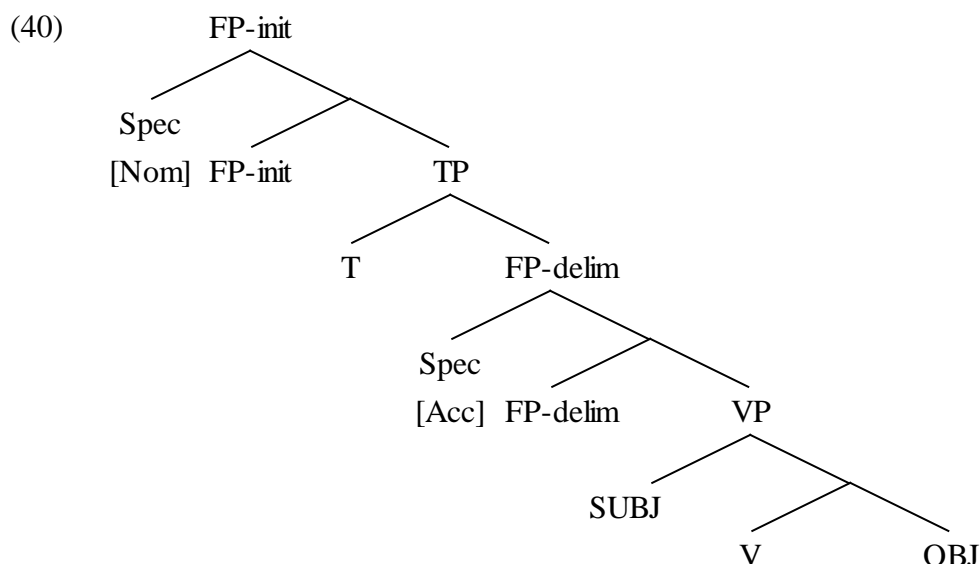 (40) FP-init
Spec
[Nom] FP-init TP
T FP-delim
Spec
[Acc] FP-delim VP
SUBJ
V OBJ